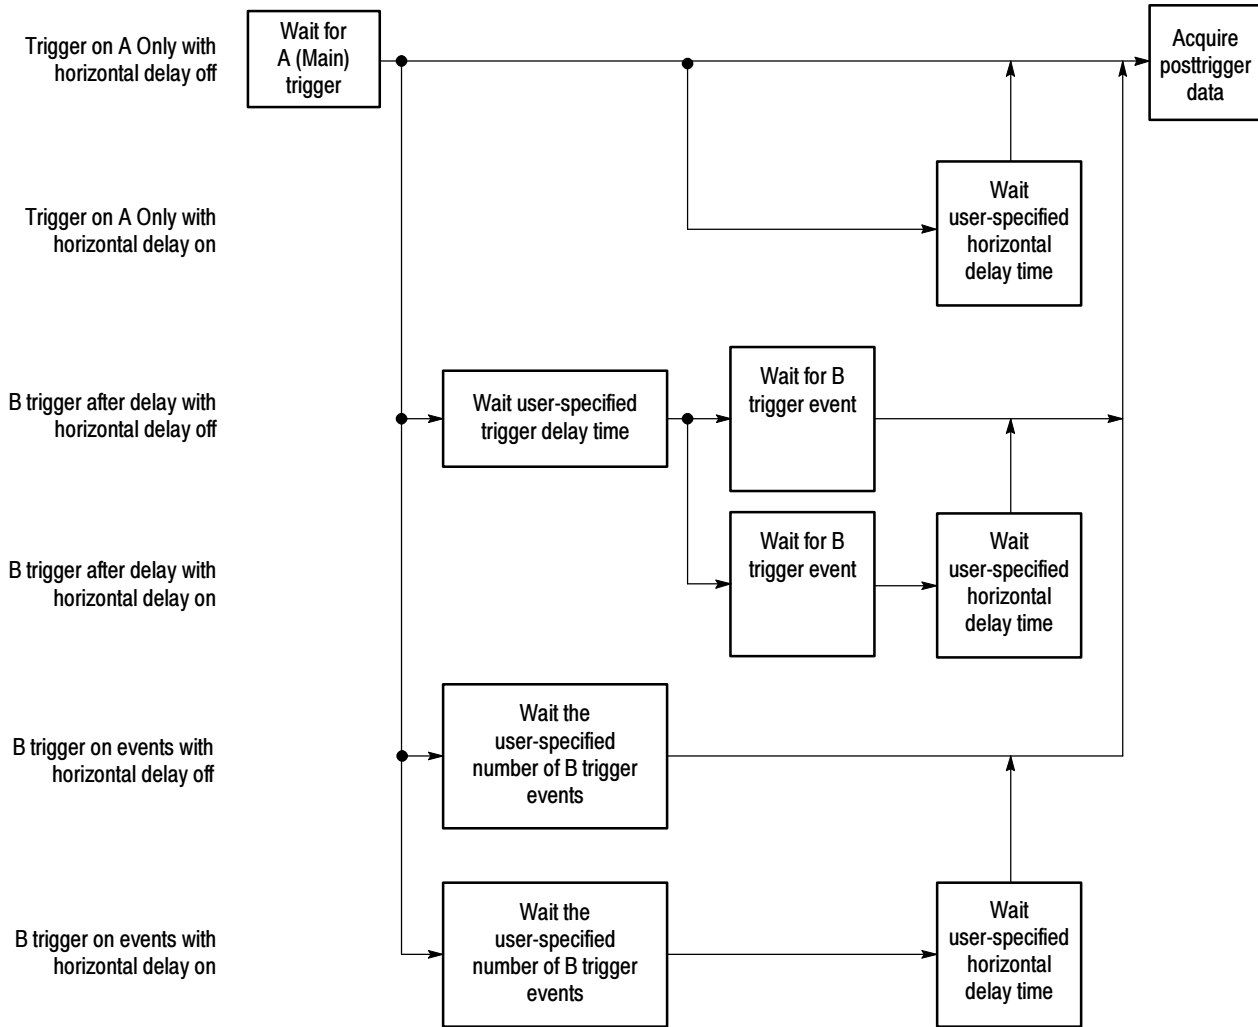 Trigger on A Only with
horizontal delay off
Wait for
A (Main)
trigger
Acquire
posttrigger
data
Trigger on A Only with
horizontal delay on
Wait
user-specified
horizontal
delay time
B trigger after delay with
horizontal delay off
Wait user-specified
trigger delay time
Wait for B
trigger event
B trigger after delay with
horizontal delay on
Wait for B
trigger event
Wait
user-specified
horizontal
delay time
B trigger on events with
horizontal delay off
Wait the
user-specified
number of B trigger
events
B trigger on events with
horizontal delay on
Wait the
user-specified
number of B trigger
events
Wait
user-specified
horizontal
delay time